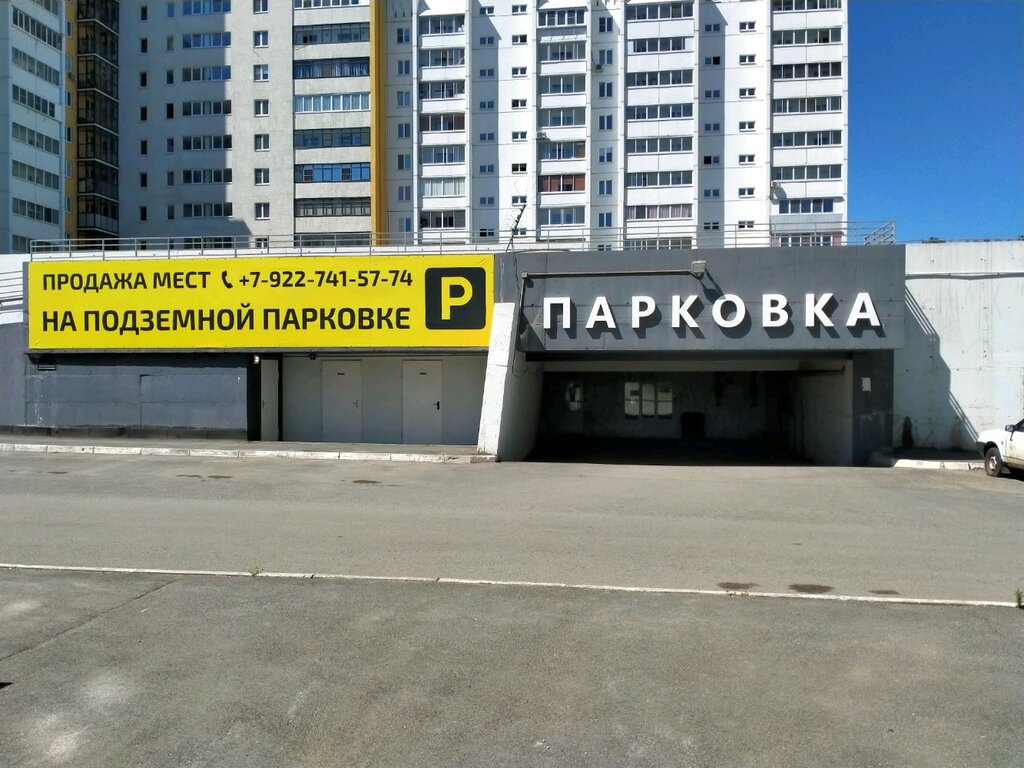 ПРОДАЖА МЕСТ +7-922-741-57-74
НА ПОДЗЕМНОЙ ПАРКОВКЕ
P
ПАРКОВКА